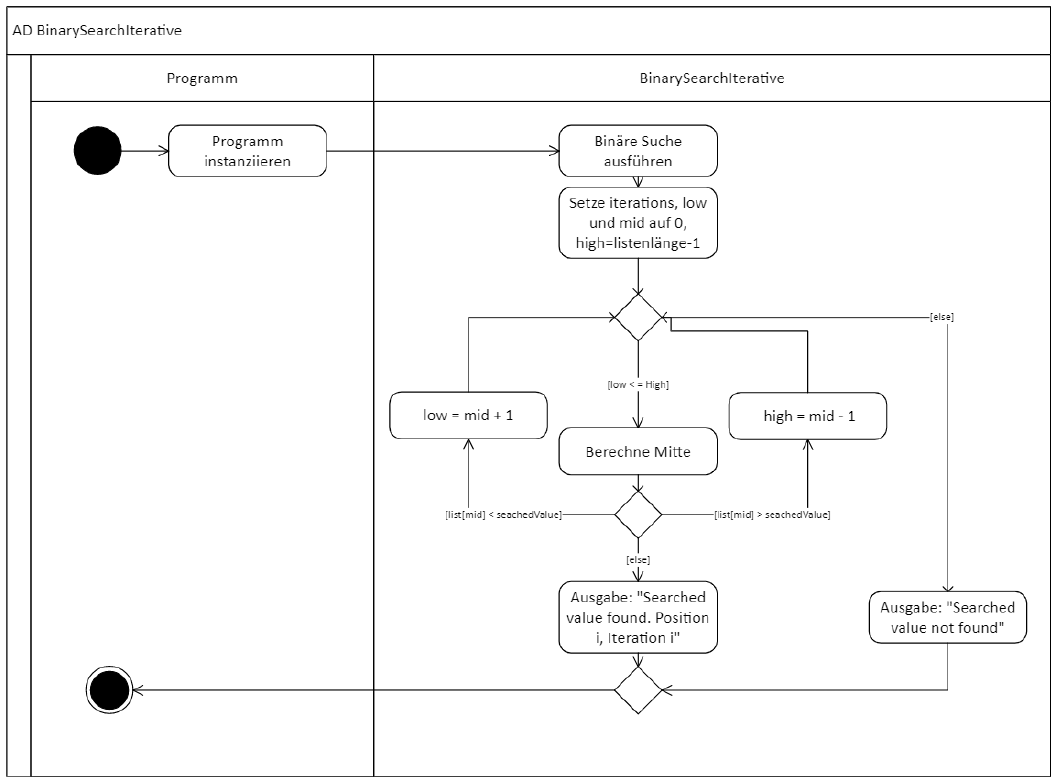 AD BinarySearchIterative
Programm
BinarySearchIterative
Programm
instanziieren
Binäre Suche
ausführen
Setze iterations, low
und mid auf 0,
high=listenlänge-1
[else]
[low < = High]
low = mid + 1
high = mid - 1
Berechne Mitte
[list[mid] < seachedValue]
[list[mid] > seachedValue]
[else]
Ausgabe: "Searched
value found. Position
i, Iteration i"
Ausgabe: "Searched
value not found"